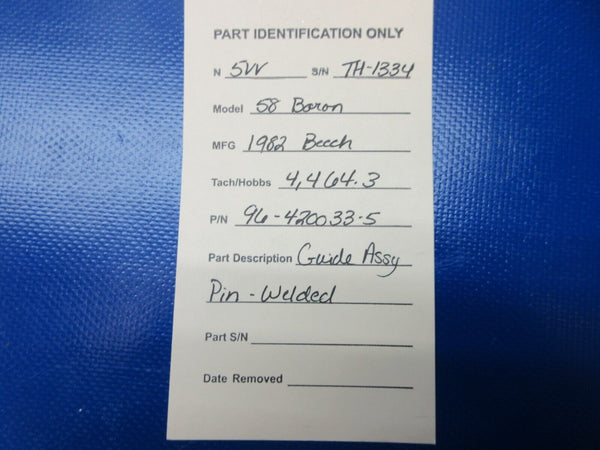 PART IDENTIFICATION ONLY
N 5VV S/N TH-1334
Model 58 Baron
MFG 1982 Beech
Tach/Hobbs 4,464.3
P/N 96-420033-5
Part Description Guide Assy
Pin - Welded
Part S/N
Date Removed